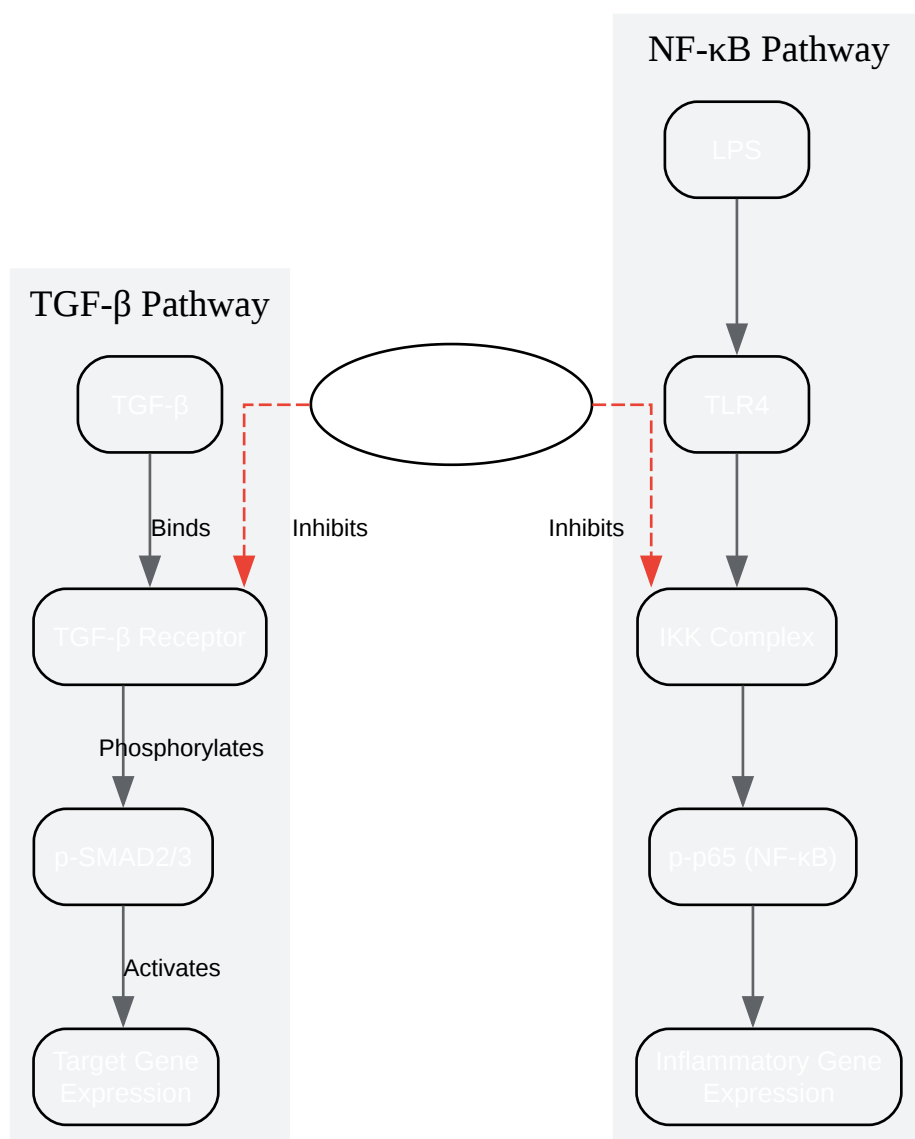 NF-κB Pathway
LPS
TGF-β Pathway
TGF-β
TLR4
Binds
Inhibits
Inhibits
TGF-β Receptor
IKK Complex
Phosphorylates
p-SMAD2/3
p-p65 (NF-κB)
Activates
Target Gene
Expression
Inflammatory Gene
Expression